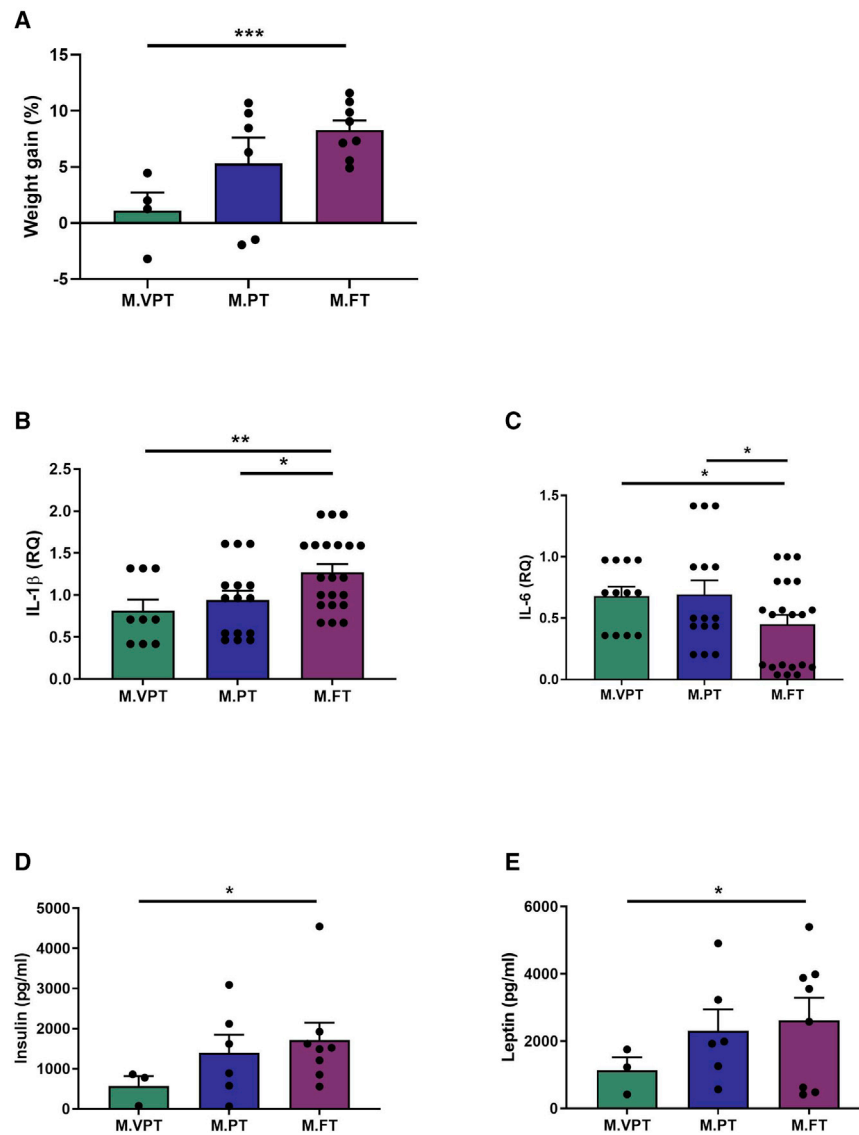 A
***
15
10
5
0
-5
Weight gain (%)
M.VPT M.PT M.FT
B
**
*
2.5
2.0
1.5
1.0
0.5
0.0
IL-1β (RQ)
M.VPT M.PT M.FT
C
*
*
1.5
1.0
0.5
0.0
IL-6 (RQ)
M.VPT M.PT M.FT
D
*
5000
4000
3000
2000
1000
0
Insulin (pg/ml)
M.VPT M.PT M.FT
E
*
6000
4000
2000
0
Leptin (pg/ml)
M.VPT M.PT M.FT